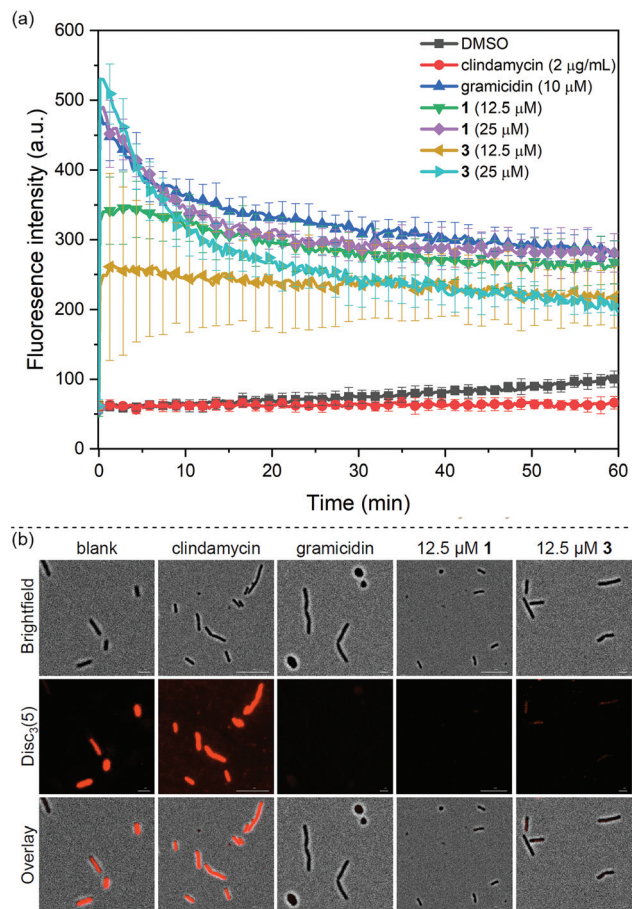 (a)
600
500
400
300
200
100
0
Fluoresence intensity (a.u.)
DMSO
clindamycin (2 μg/mL)
gramicidin (10 μM)
1 (12.5 μM)
1 (25 μM)
3 (12.5 μM)
3 (25 μM)
0 10 20 30 40 50 60
Time (min)
(b)
blank clindamycin gramicidin 12.5 μM 1 12.5 μM 3
Brightfield
Disc₃(5)
Overlay